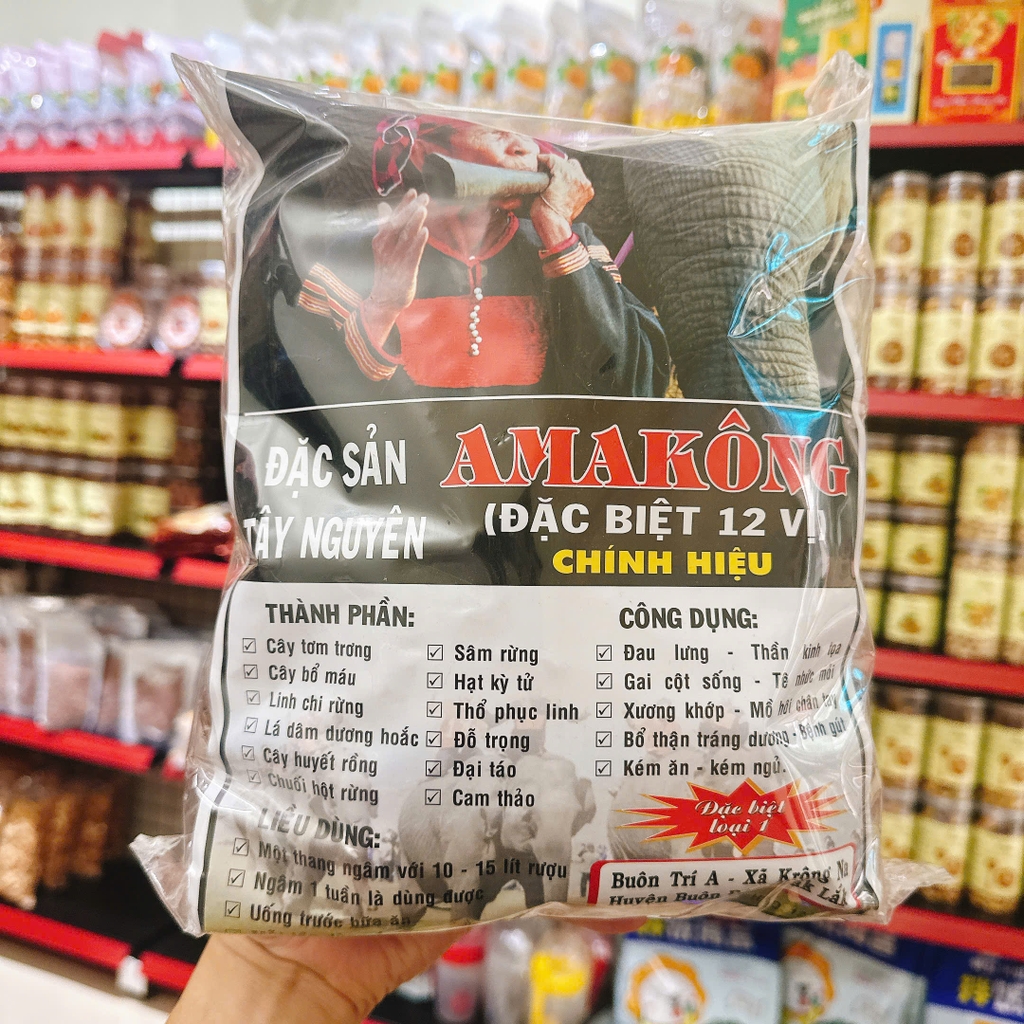 ĐẶC SẢN
TÂY NGUYÊN
AMAKÔNG
(ĐẶC BIỆT 12 VỊ)
CHÍNH HIỆU
THÀNH PHẦN:
☑ Cây tơm trơng
☑ Cây bổ máu
☑ Linh chi rừng
☑ Lá dâm dương hoắc
☑ Cây huyết rồng
☑ Chuối hột rừng
☑ Sâm rừng
☑ Hạt kỳ tử
☑ Thổ phục linh
☑ Đỗ trọng
☑ Đại táo
☑ Cam thảo
CÔNG DỤNG:
☑ Đau lưng - Thần kinh tọa
☑ Gai cột sống - Tê nhức mỏi
☑ Xương khớp - Mồ hôi chân tay
☑ Bổ thận tráng dương - Bệnh gút
☑ Kém ăn - kém ngủ.
Đặc biệt
loại 1
LIỀU DÙNG:
☑ Một thang ngâm với 10 - 15 lít rượu
☑ Ngâm 1 tuần là dùng được
☑ Uống trước bữa ăn
Buôn Trí A - Xã Krông Na
Huyện Buôn Lắk